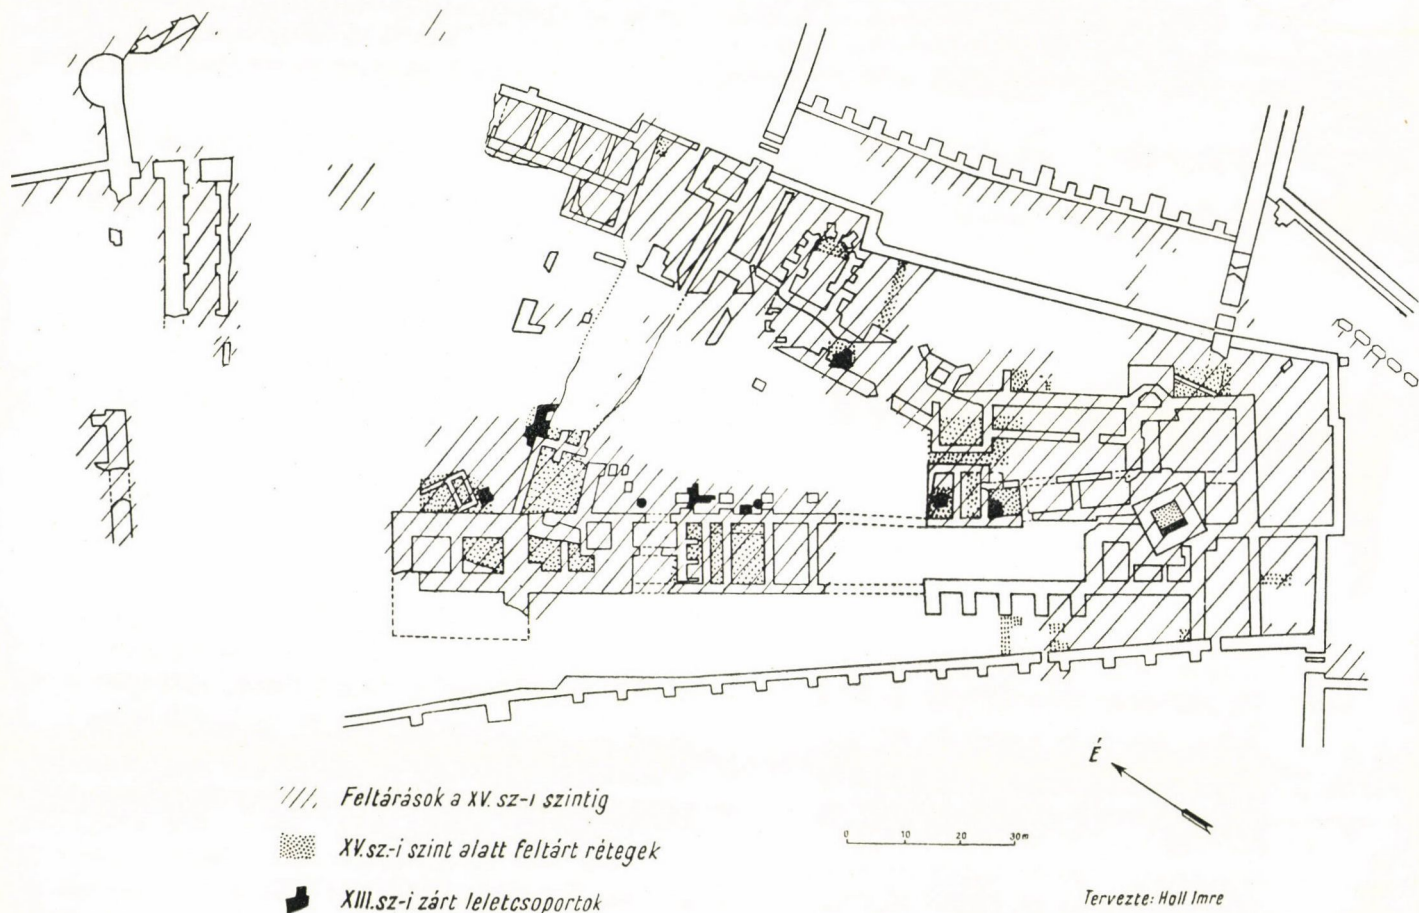 É
Feltárások a XV. sz-i szintig
XV.sz.-i szint alatt feltárt rétegek
XIII.sz-i zárt leletcsoportok
0 10 20 30m
Tervezte: Holl Imre